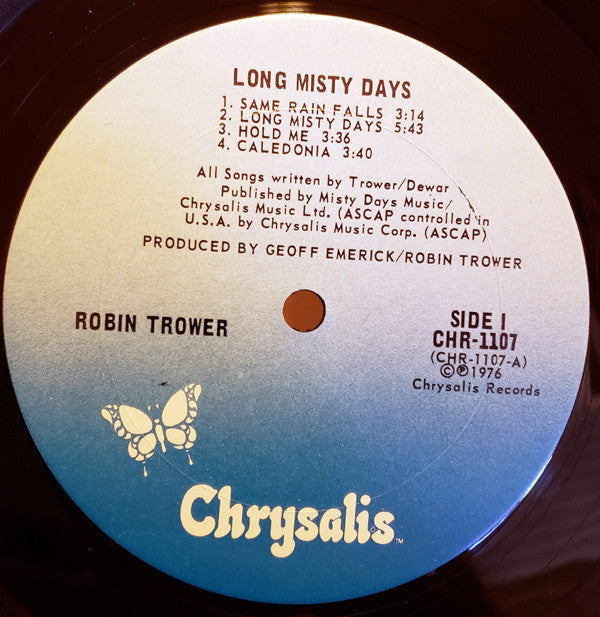 LONG MISTY DAYS
1. SAME RAIN FALLS 3:14
2. LONG MISTY DAYS 5:43
3. HOLD ME 3:36
4. CALEDONIA 3:40
All Songs written by Trower/Dewar
Published by Misty Days Music/
Chrysalis Music Ltd. (ASCAP controlled in
U.S.A. by Chrysalis Music Corp. (ASCAP)
PRODUCED BY GEOFF EMERICK/ROBIN TROWER
ROBIN TROWER
SIDE I
CHR-1107
(CHR-1107-A)
©℗1976
Chrysalis Records
Chrysalis™